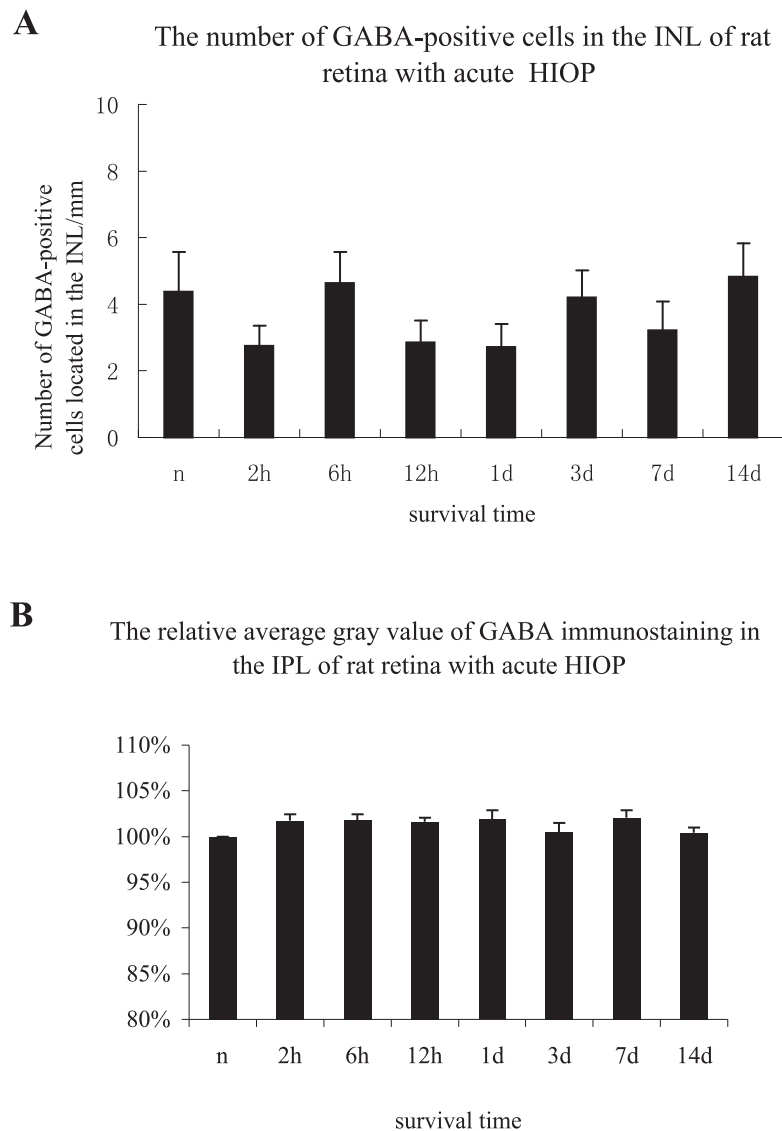 A
The number of GABA-positive cells in the INL of rat
retina with acute HIOP
Number of GABA-positive
cells located in the INL/mm
10
8
6
4
2
0
n 2h 6h 12h 1d 3d 7d 14d
survival time
B
The relative average gray value of GABA immunostaining in
the IPL of rat retina with acute HIOP
110%
105%
100%
95%
90%
85%
80%
n 2h 6h 12h 1d 3d 7d 14d
survival time